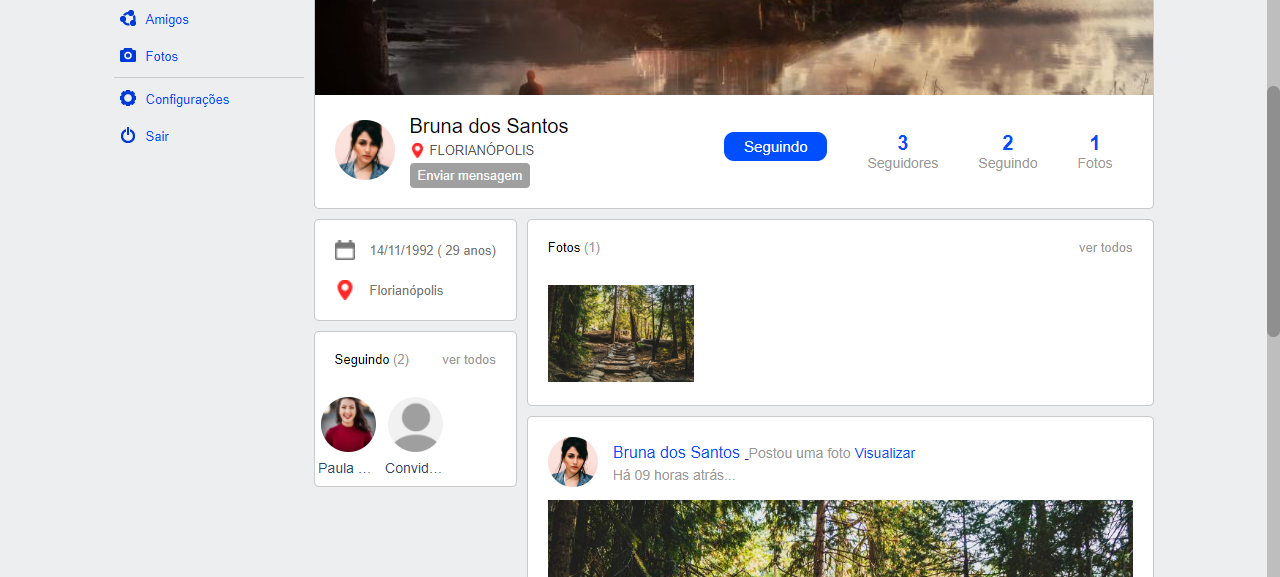 Amigos
Fotos
Configurações
Sair
Bruna dos Santos
FLORIANÓPOLIS
Enviar mensagem
Seguindo
3
Seguidores
2
Seguindo
1
Fotos
14/11/1992 ( 29 anos)
Florianópolis
Seguindo (2) ver todos
Paula ... Convid...
Fotos (1) ver todos
Bruna dos Santos _Postou uma foto Visualizar
Há 09 horas atrás...